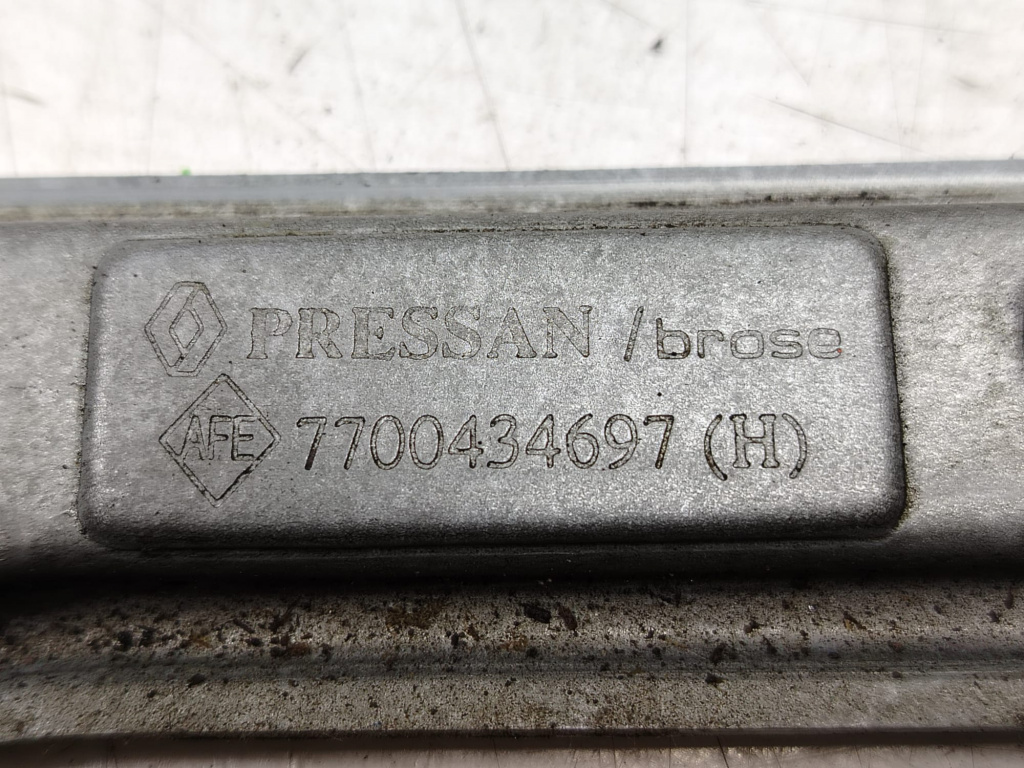 PRESSAN / brose
AFE 7700434697 (H)